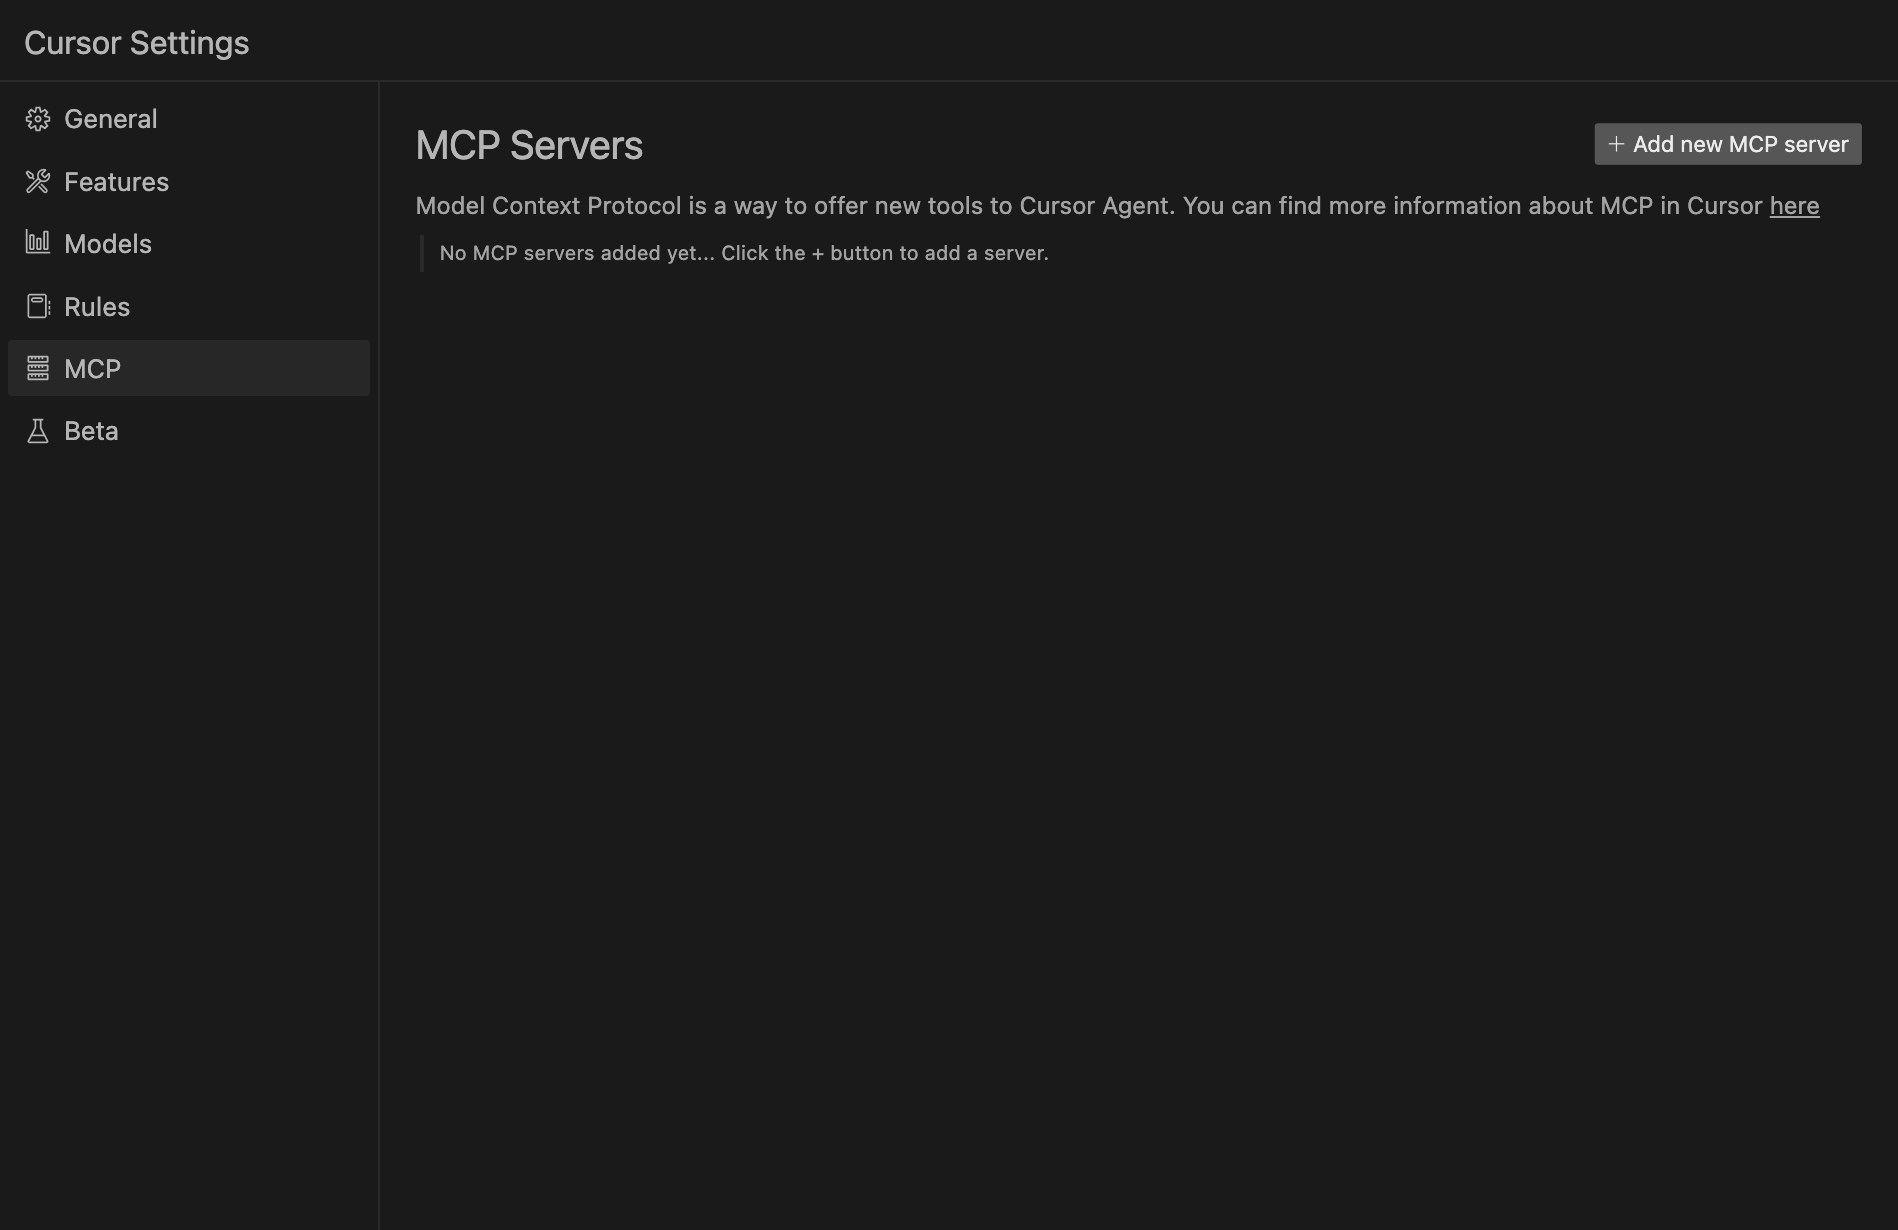 Cursor Settings
General
Features
Models
Rules
MCP
Beta
MCP Servers
+ Add new MCP server
Model Context Protocol is a way to offer new tools to Cursor Agent. You can find more information about MCP in Cursor here
No MCP servers added yet... Click the + button to add a server.